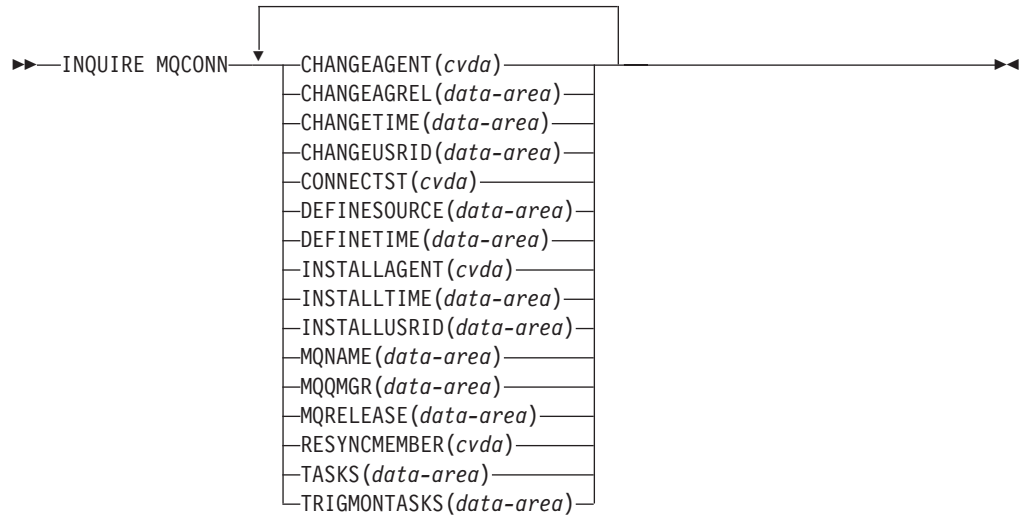 INQUIRE MQCONN CHANGEAGENT(cvda)
CHANGEAGREL(data-area)
CHANGETIME(data-area)
CHANGEUSRID(data-area)
CONNECTST(cvda)
DEFINESOURCE(data-area)
DEFINETIME(data-area)
INSTALLAGENT(cvda)
INSTALLTIME(data-area)
INSTALLUSRID(data-area)
MQNAME(data-area)
MQQMGR(data-area)
MQRELEASE(data-area)
RESYNCMEMBER(cvda)
TASKS(data-area)
TRIGMONTASKS(data-area)